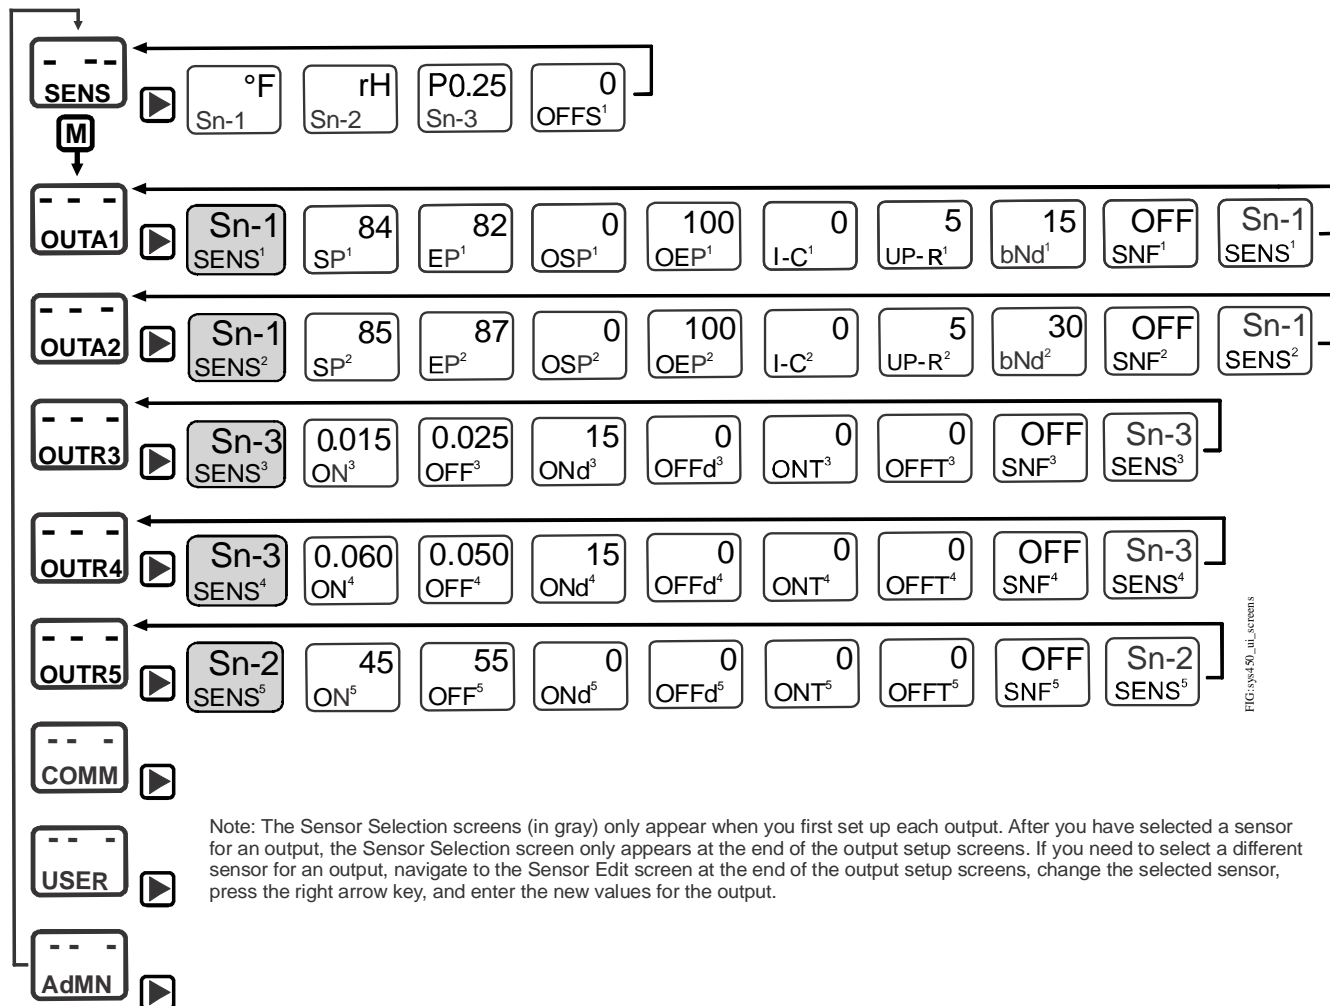 - --
SENS
°F
Sn-1
rH
Sn-2
P0.25
Sn-3
0
OFFS¹
M
- - -
OUTA1
Sn-1
SENS¹
84
SP¹
82
EP¹
0
OSP¹
100
OEP¹
0
I-C¹
5
UP-R¹
15
bNd¹
OFF
SNF¹
Sn-1
SENS¹
- - -
OUTA2
Sn-1
SENS²
85
SP²
87
EP²
0
OSP²
100
OEP²
0
I-C²
5
UP-R²
30
bNd²
OFF
SNF²
Sn-1
SENS²
- - -
OUTR3
Sn-3
SENS³
0.015
ON³
0.025
OFF³
15
ONd³
0
OFFd³
0
ONT³
0
OFFT³
OFF
SNF³
Sn-3
SENS³
- - -
OUTR4
Sn-3
SENS⁴
0.060
ON⁴
0.050
OFF⁴
15
ONd⁴
0
OFFd⁴
0
ONT⁴
0
OFFT⁴
OFF
SNF⁴
Sn-3
SENS⁴
- - -
OUTR5
Sn-2
SENS⁵
45
ON⁵
55
OFF⁵
0
ONd⁵
0
OFFd⁵
0
ONT⁵
0
OFFT⁵
OFF
SNF⁵
Sn-2
SENS⁵
FIG:sys450_ui_screens
-- -
COMM
-- -
USER
-- -
AdMN
Note: The Sensor Selection screens (in gray) only appear when you first set up each output. After you have selected a sensor
for an output, the Sensor Selection screen only appears at the end of the output setup screens. If you need to select a different
sensor for an output, navigate to the Sensor Edit screen at the end of the output setup screens, change the selected sensor,
press the right arrow key, and enter the new values for the output.